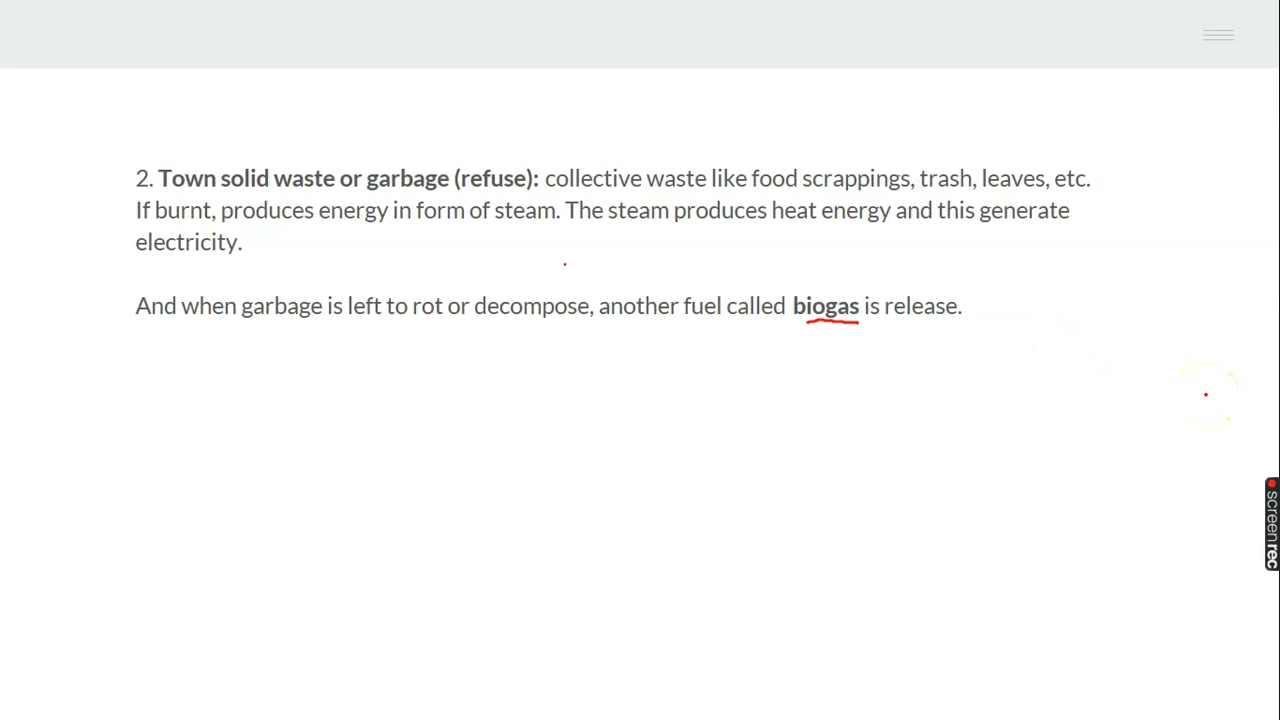 2. Town solid waste or garbage (refuse): collective waste like food scrappings, trash, leaves, etc.
If burnt, produces energy in form of steam. The steam produces heat energy and this generate
electricity.
And when garbage is left to rot or decompose, another fuel called biogas is release.
screenrec